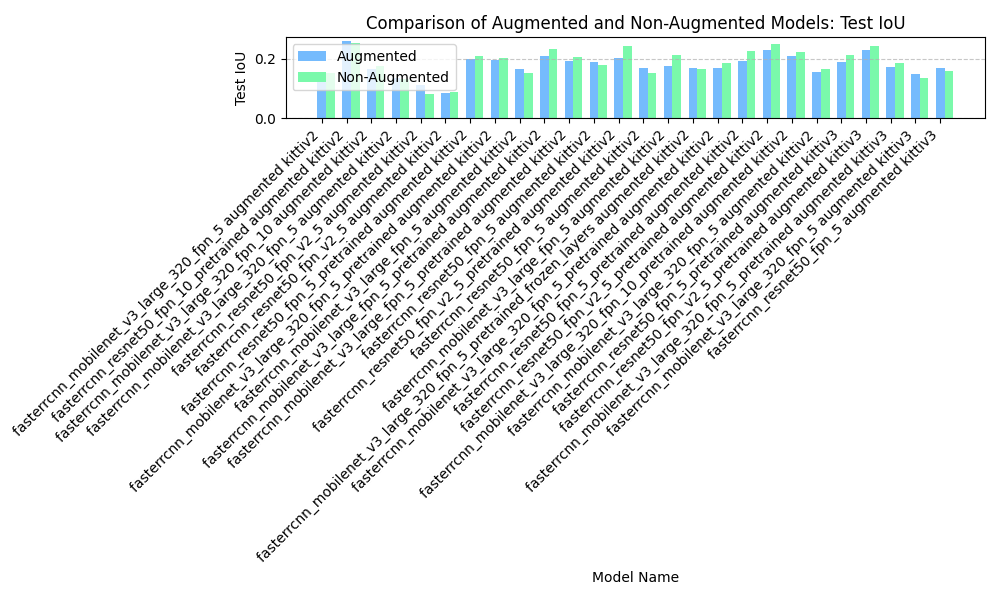 Comparison of Augmented and Non-Augmented Models: Test IoU
Test IoU
0.2
0.0
Augmented
Non-Augmented
fasterrcnn_mobilenet_v3_large_320_fpn_5 augmented kittiv2
fasterrcnn_resnet50_fpn_10_pretrained augmented kittiv2
fasterrcnn_mobilenet_v3_large_320_fpn_10 augmented kittiv2
fasterrcnn_mobilenet_v3_large_320_fpn_5 augmented kittiv2
fasterrcnn_resnet50_fpn_v2_5 augmented kittiv2
fasterrcnn_resnet50_fpn_v2_5 augmented kittiv2
fasterrcnn_resnet50_fpn_5_pretrained augmented kittiv2
fasterrcnn_mobilenet_v3_large_320_fpn_5_pretrained augmented kittiv2
fasterrcnn_mobilenet_v3_large_fpn_5 augmented kittiv2
fasterrcnn_mobilenet_v3_large_fpn_5_pretrained augmented kittiv2
fasterrcnn_mobilenet_v3_large_fpn_5_pretrained augmented kittiv2
fasterrcnn_resnet50_fpn_5 augmented kittiv2
fasterrcnn_resnet50_fpn_v2_5_pretrained augmented kittiv2
fasterrcnn_resnet50_fpn_5 augmented kittiv2
fasterrcnn_mobilenet_v3_large_fpn_5 augmented kittiv2
fasterrcnn_mobilenet_v3_large_320_fpn_5_pretrained_frozen_layers augmented kittiv2
fasterrcnn_mobilenet_v3_large_320_fpn_5_pretrained augmented kittiv2
fasterrcnn_resnet50_fpn_5_pretrained augmented kittiv2
fasterrcnn_resnet50_fpn_v2_5_pretrained augmented kittiv2
fasterrcnn_mobilenet_v3_large_320_fpn_10_pretrained augmented kittiv2
fasterrcnn_mobilenet_v3_large_320_fpn_5 augmented kittiv2
fasterrcnn_resnet50_fpn_5_pretrained augmented kittiv3
fasterrcnn_resnet50_fpn_v2_5_pretrained augmented kittiv3
fasterrcnn_mobilenet_v3_large_320_fpn_5_pretrained augmented kittiv3
fasterrcnn_mobilenet_v3_large_320_fpn_5 augmented kittiv3
fasterrcnn_resnet50_fpn_5 augmented kittiv3
Model Name